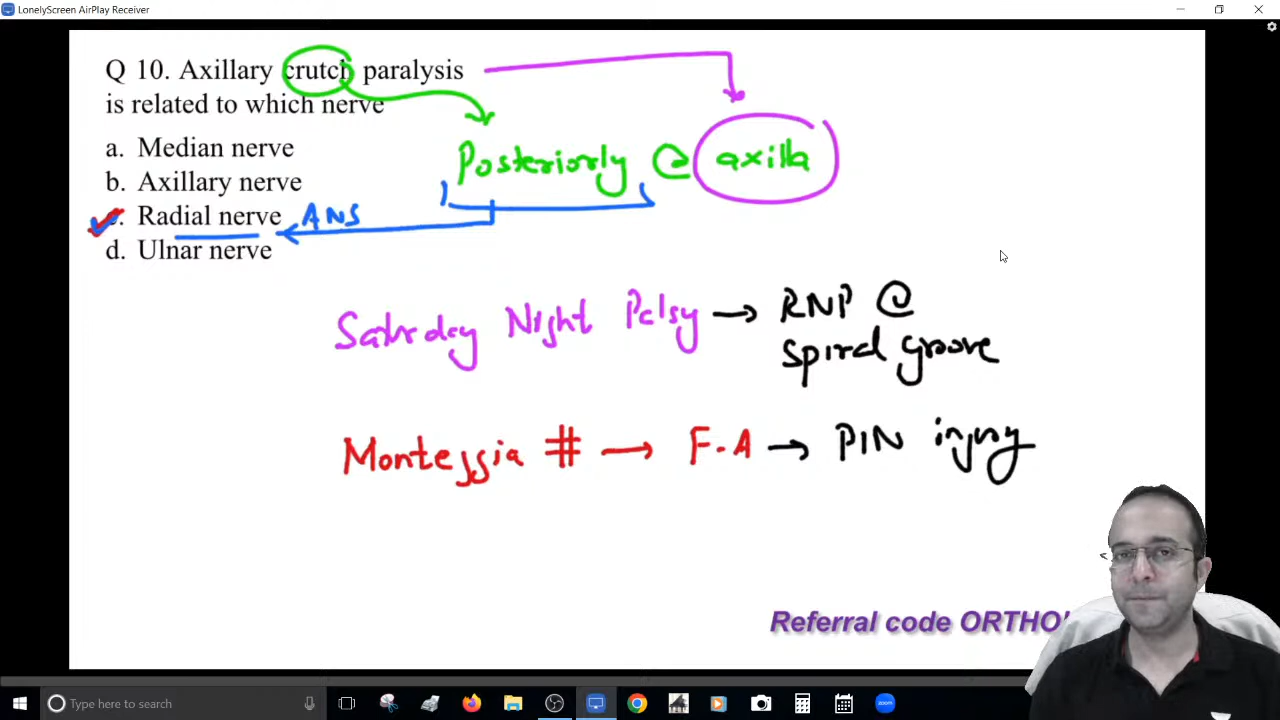 LonelyScreen AirPlay Receiver
Q 10. Axillary crutch paralysis
is related to which nerve
Posteriorly @ axilla
a. Median nerve
b. Axillary nerve
Radial nerve ANS
d. Ulnar nerve
Saturday Night Palsy → RNP @
spiral groove
Monteggia # → F.A → PIN injury
Referral code ORTHO
Type here to search
zoom